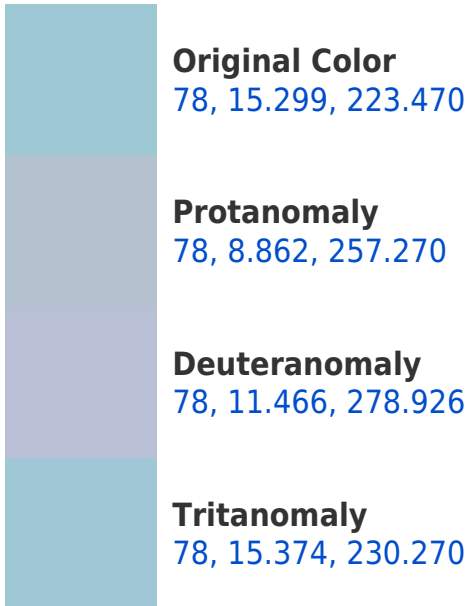 Original Color
78, 15.299, 223.470
Protanomaly
78, 8.862, 257.270
Deuteranomaly
78, 11.466, 278.926
Tritanomaly
78, 15.374, 230.270